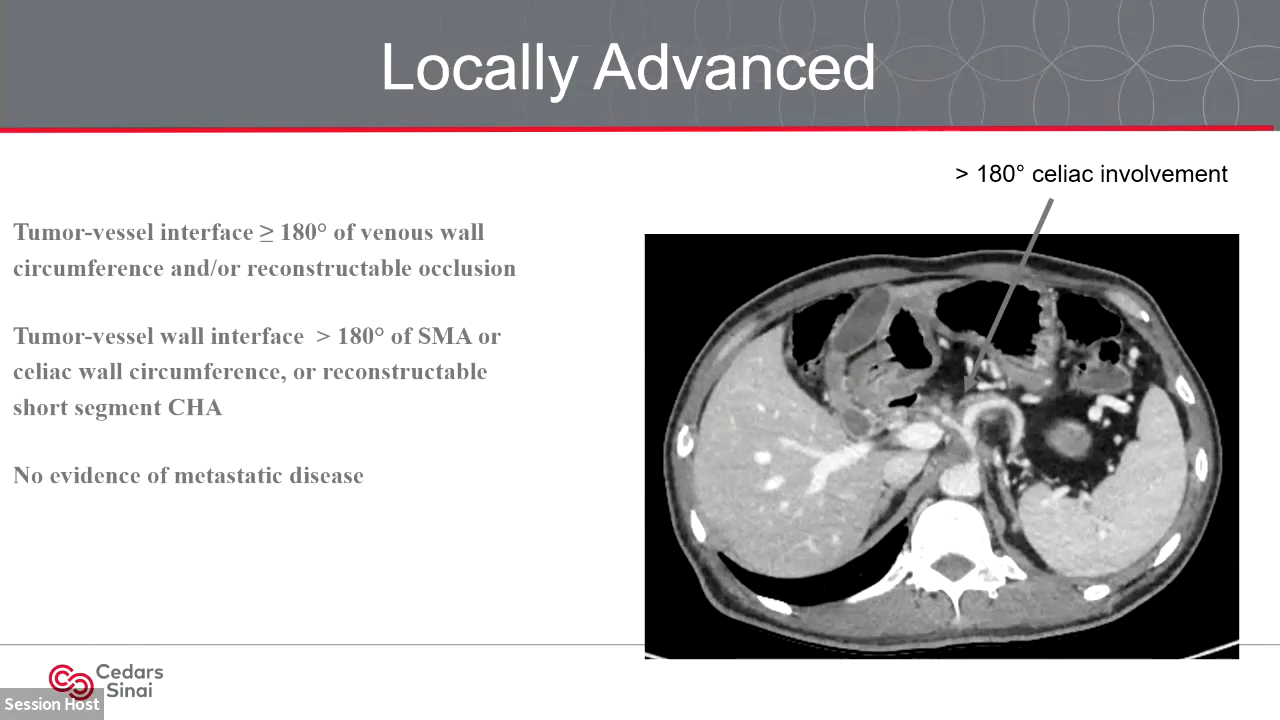 Locally Advanced
> 180° celiac involvement
Tumor-vessel interface ≥ 180° of venous wall
circumference and/or reconstructable occlusion
Tumor-vessel wall interface  > 180° of SMA or
celiac wall circumference, or reconstructable
short segment CHA
No evidence of metastatic disease
Cedars
Sinai
Session Host